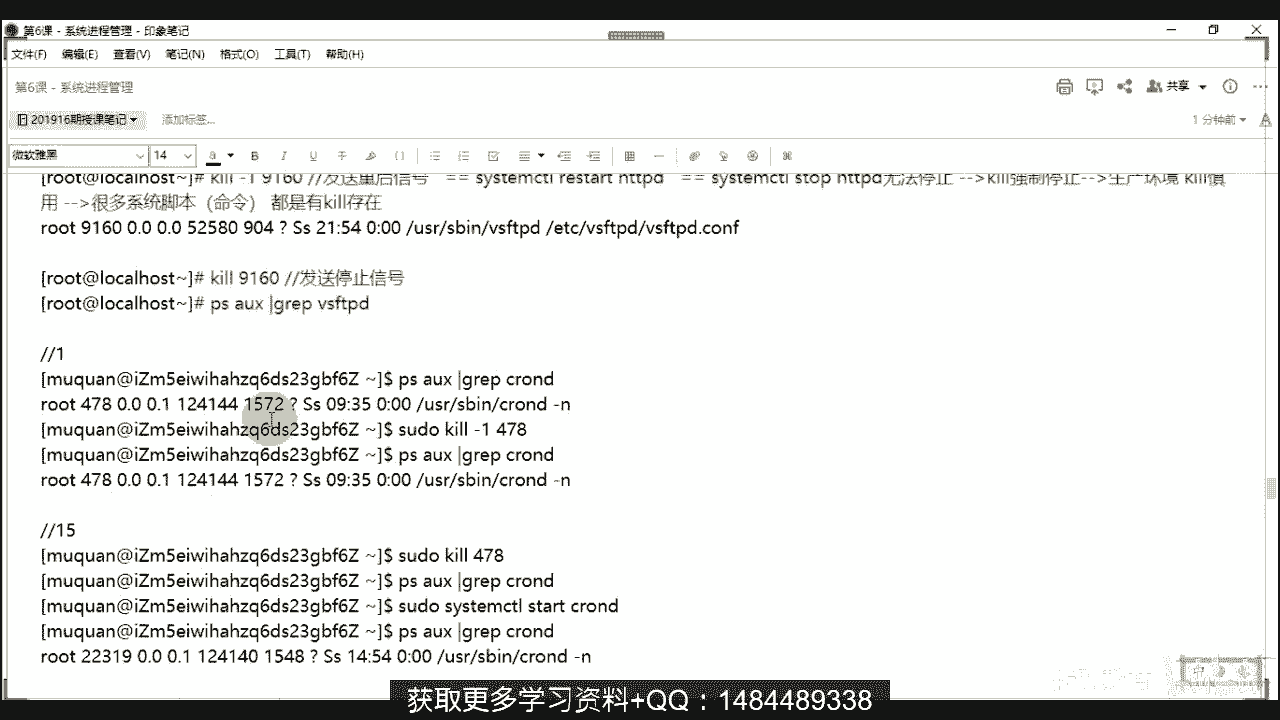 第6课 - 系统进程管理 - 印象笔记
文件(F) 编辑(E) 查看(V) 笔记(N) 格式(O) 工具(T) 帮助(H)
第6课 - 系统进程管理
共享
201916期授课笔记
添加标签...
1 分钟前
微软雅黑
14
[root@localhost~]# kill -1 9160 //发送重启信号 == systemctl restart httpd == systemctl stop httpd无法停止 -->kill强制停止-->生产环境 kill慎
用 -->很多系统脚本（命令） 都是有kill存在
root 9160 0.0 0.0 52580 904 ? Ss 21:54 0:00 /usr/sbin/vsftpd /etc/vsftpd/vsftpd.conf
[root@localhost~]# kill 9160 //发送停止信号
[root@localhost~]# ps aux |grep vsftpd
//1
[muquan@iZm5eiwihahzq6ds23gbf6Z ~]$ ps aux |grep crond
root 478 0.0 0.1 124144 1572 ? Ss 09:35 0:00 /usr/sbin/crond -n
[muquan@iZm5eiwihahzq6ds23gbf6Z ~]$ sudo kill -1 478
[muquan@iZm5eiwihahzq6ds23gbf6Z ~]$ ps aux |grep crond
root 478 0.0 0.1 124144 1572 ? Ss 09:35 0:00 /usr/sbin/crond -n
//15
[muquan@iZm5eiwihahzq6ds23gbf6Z ~]$ sudo kill 478
[muquan@iZm5eiwihahzq6ds23gbf6Z ~]$ ps aux |grep crond
[muquan@iZm5eiwihahzq6ds23gbf6Z ~]$ sudo systemctl start crond
[muquan@iZm5eiwihahzq6ds23gbf6Z ~]$ ps aux |grep crond
root 22319 0.0 0.1 124140 1548 ? Ss 14:54 0:00 /usr/sbin/crond -n
获取更多学习资料+QQ：1484489338